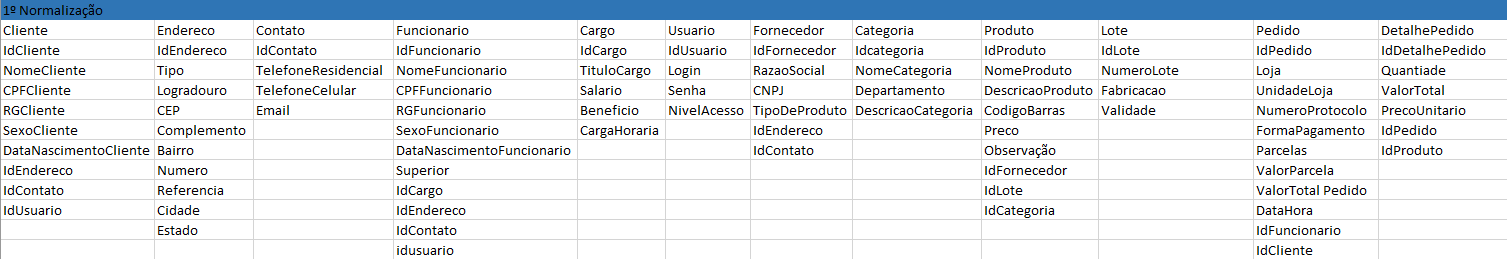 1º Normalização
Cliente Endereco Contato Funcionario Cargo Usuario Fornecedor Categoria Produto Lote Pedido DetalhePedido
IdCliente IdEndereco IdContato IdFuncionario IdCargo IdUsuario IdFornecedor Idcategoria IdProduto IdLote IdPedido IdDetalhePedido
NomeCliente Tipo TelefoneResidencial NomeFuncionario TituloCargo Login RazaoSocial NomeCategoria NomeProduto NumeroLote Loja Quantiade
CPFCliente Logradouro TelefoneCelular CPFFuncionario Salario Senha CNPJ Departamento DescricaoProduto Fabricacao UnidadeLoja ValorTotal
RGCliente CEP Email RGFuncionario Beneficio NivelAcesso TipoDeProduto DescricaoCategoria CodigoBarras Validade NumeroProtocolo PrecoUnitario
SexoCliente Complemento SexoFuncionario CargaHoraria IdEndereco Preco FormaPagamento IdPedido
DataNascimentoCliente Bairro DataNascimentoFuncionario IdContato Observação Parcelas IdProduto
IdEndereco Numero Superior IdFornecedor ValorParcela
IdContato Referencia IdCargo IdLote ValorTotal Pedido
IdUsuario Cidade IdEndereco IdCategoria DataHora
Estado IdContato IdFuncionario
idusuario IdCliente